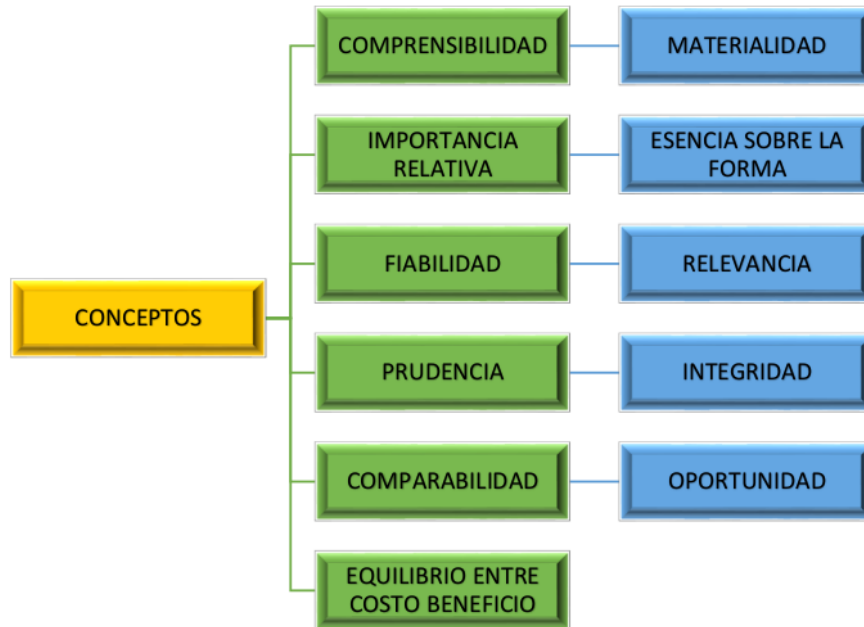 COMPRENSIBILIDAD
MATERIALIDAD
IMPORTANCIA
RELATIVA
ESENCIA SOBRE LA
FORMA
FIABILIDAD
RELEVANCIA
CONCEPTOS
PRUDENCIA
INTEGRIDAD
COMPARABILIDAD
OPORTUNIDAD
EQUILIBRIO ENTRE
COSTO BENEFICIO